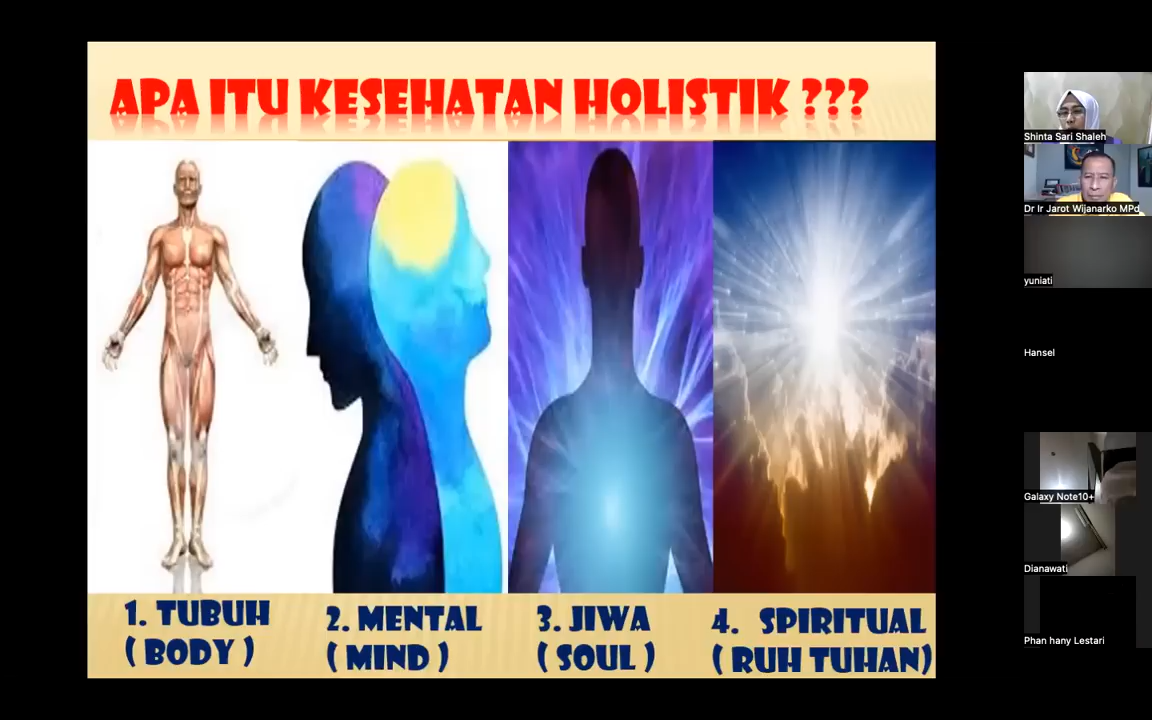 APA ITU KESEHATAN HOLISTIK ???
1. TUBUH
( BODY )
2. MENTAL
( MIND )
3. JIWA
( SOUL )
4. SPIRITUAL
( RUH TUHAN)
Shinta Sari Shaleh
Dr Ir Jarot Wijanarko MPd
yuniati
Hansel
Galaxy Note10+
Dianawati
Phan hany Lestari